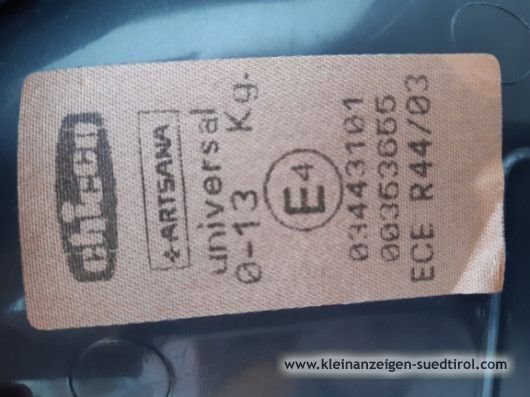 chicco
ARTSANA
universal
0-13 Kg.
E4
03443101
00363655
ECE R44/03
www.kleinanzeigen-suedtirol.com